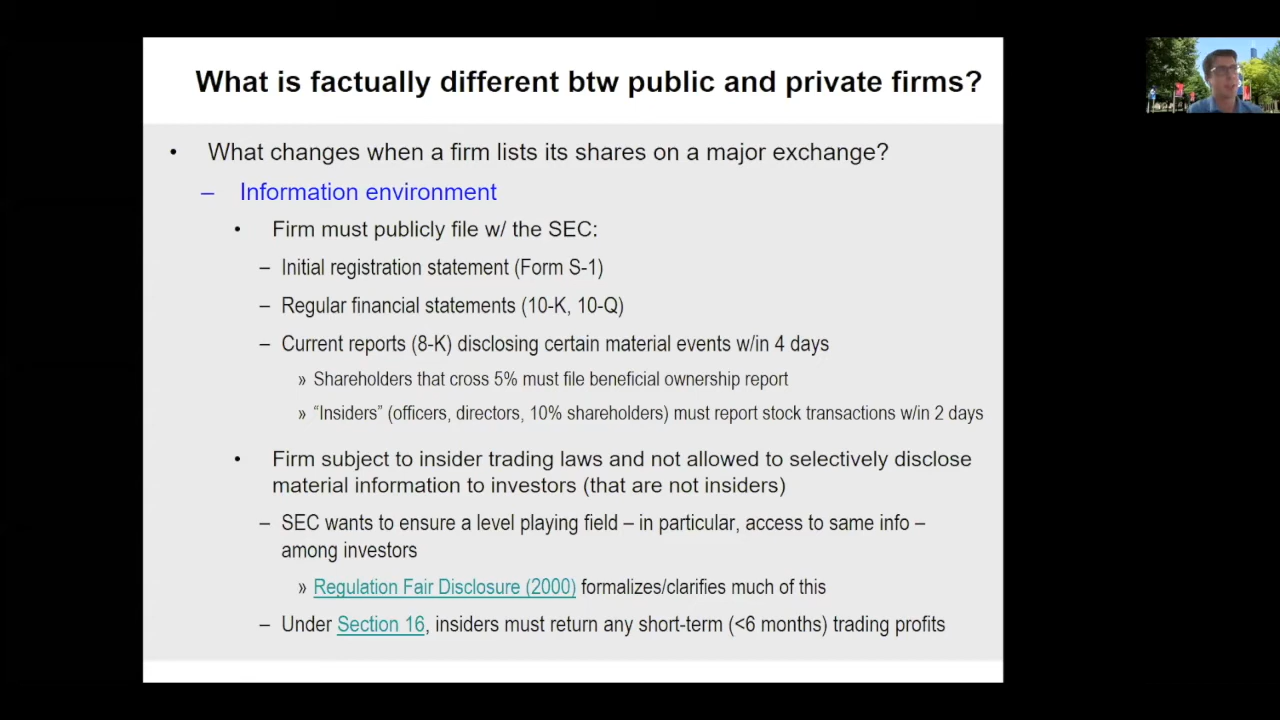 What is factually different btw public and private firms?
• What changes when a firm lists its shares on a major exchange?
– Information environment
• Firm must publicly file w/ the SEC:
– Initial registration statement (Form S-1)
– Regular financial statements (10-K, 10-Q)
– Current reports (8-K) disclosing certain material events w/in 4 days
» Shareholders that cross 5% must file beneficial ownership report
» “Insiders” (officers, directors, 10% shareholders) must report stock transactions w/in 2 days
• Firm subject to insider trading laws and not allowed to selectively disclose
material information to investors (that are not insiders)
– SEC wants to ensure a level playing field – in particular, access to same info –
among investors
» Regulation Fair Disclosure (2000) formalizes/clarifies much of this
– Under Section 16, insiders must return any short-term (<6 months) trading profits